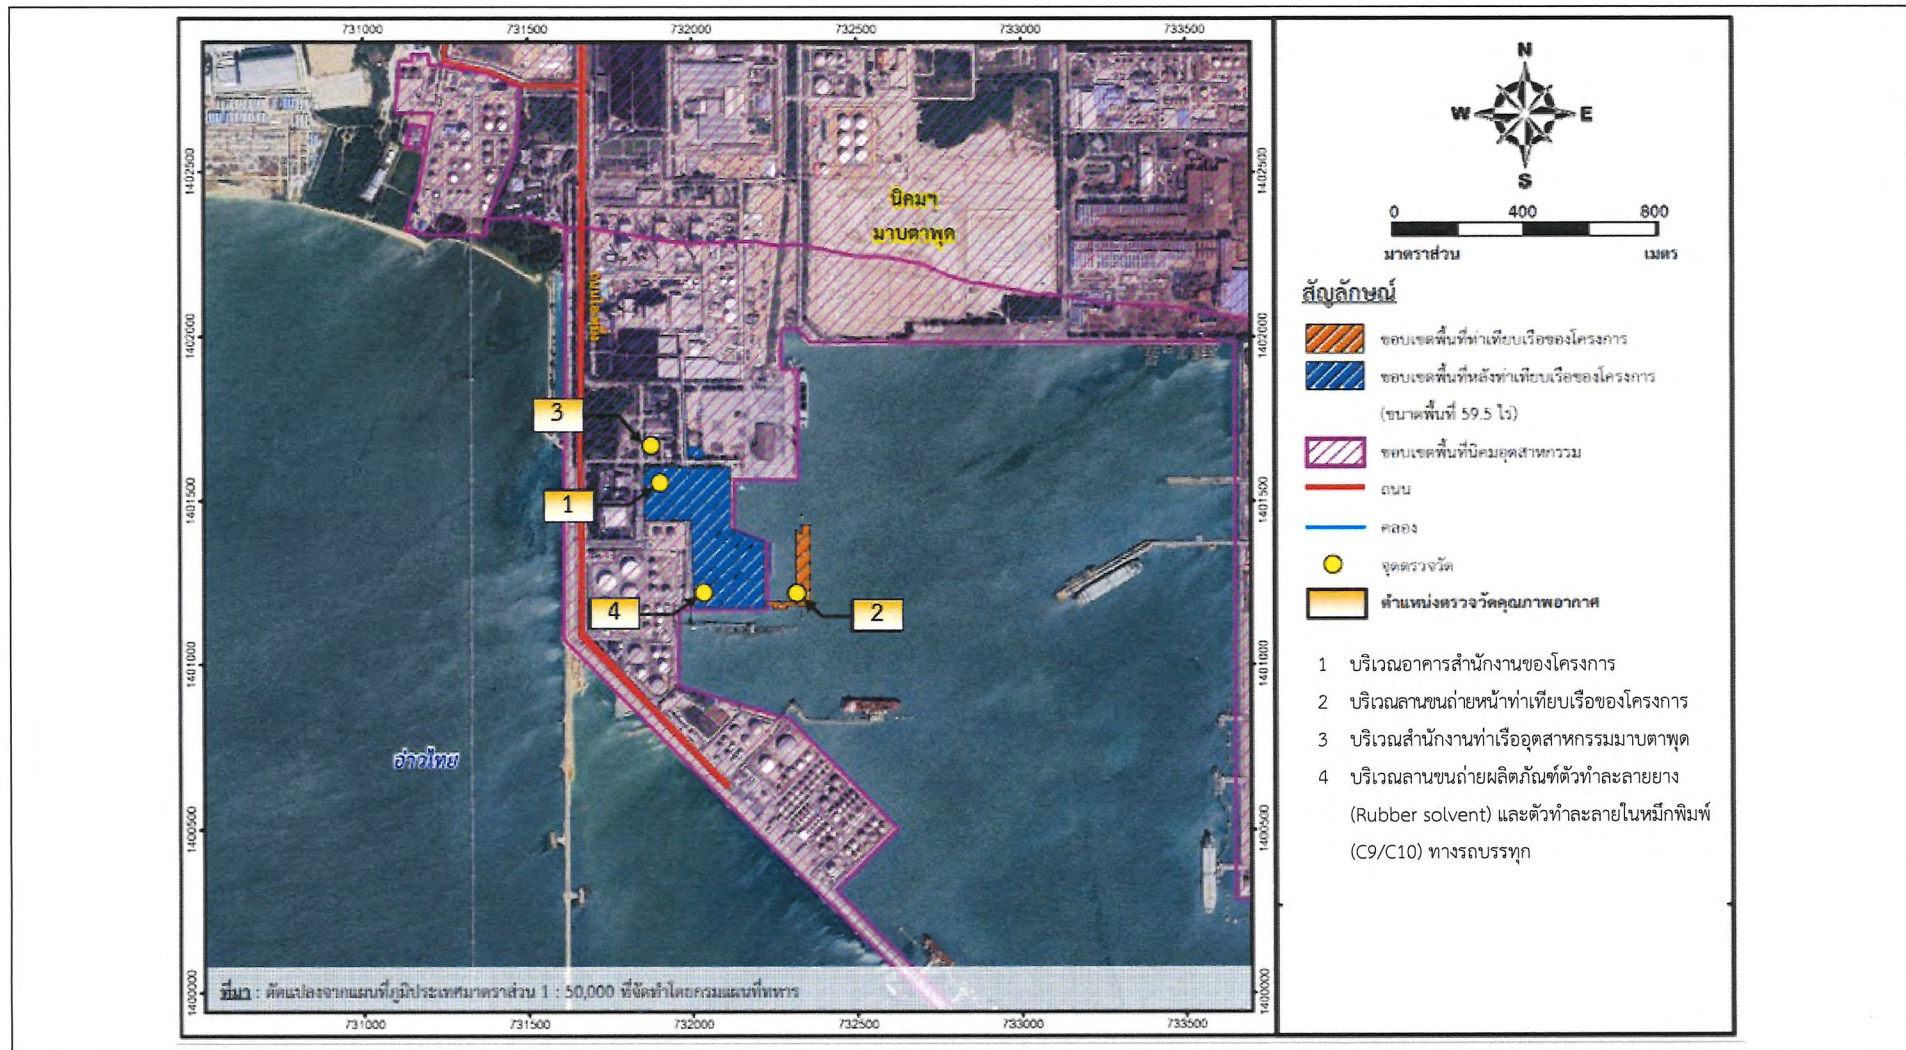 731000 731500 732000 732500 733000 733500
1402500 1402500
1402000 1402000
1401500 1401500
1401000 1401000
1400500 1400500
1400000 1400000
731000 731500 732000 732500 733000 733500
นิคมฯ
มาบตาพุด
3
1
4
2
อ่าวไทย
ที่มา : ดัดแปลงจากแผนที่ภูมิประเทศมาตราส่วน 1 : 50,000 ที่จัดทำโดยกรมแผนที่ทหาร
N
W E
S
0 400 800
มาตราส่วน เมตร
สัญลักษณ์
ขอบเขตพื้นที่ท่าเทียบเรือของโครงการ
ขอบเขตพื้นที่หลังท่าเทียบเรือของโครงการ
(ขนาดพื้นที่ 59.5 ไร่)
ขอบเขตพื้นที่นิคมอุตสาหกรรม
ถนน
คลอง
จุดตรวจวัด
ตำแหน่งตรวจวัดคุณภาพอากาศ
1 บริเวณอาคารสำนักงานของโครงการ
2 บริเวณลานขนถ่ายหน้าท่าเทียบเรือของโครงการ
3 บริเวณสำนักงานท่าเรืออุตสาหกรรมมาบตาพุด
4 บริเวณลานขนถ่ายผลิตภัณฑ์ตัวทำละลายยาง
(Rubber solvent) และตัวทำละลายในหมึกพิมพ์
(C9/C10) ทางรถบรรทุก